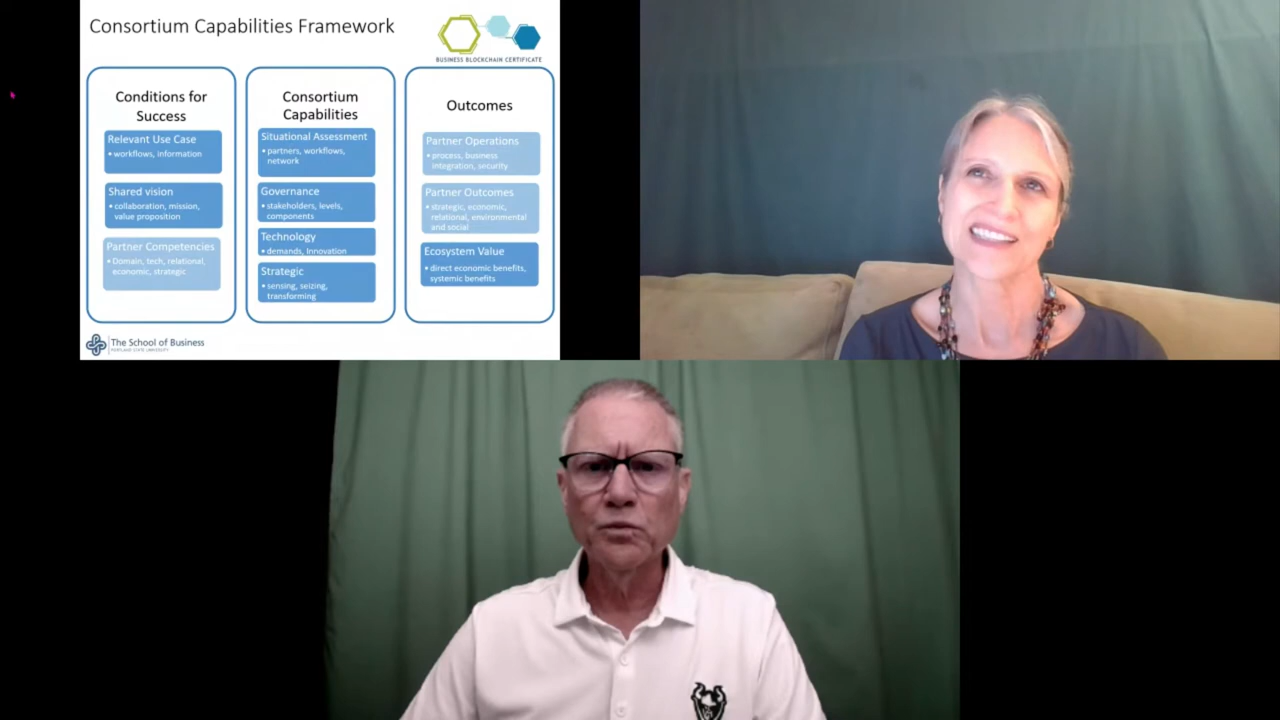 Consortium Capabilities Framework
BUSINESS BLOCKCHAIN CERTIFICATE
Conditions for
Success
Relevant Use Case
• workflows, information
Shared vision
• collaboration, mission,
value proposition
Partner Competencies
• Domain, tech, relational,
economic, strategic
Consortium
Capabilities
Situational Assessment
• partners, workflows,
network
Governance
• stakeholders, levels,
components
Technology
• demands, Innovation
Strategic
• sensing, seizing,
transforming
Outcomes
Partner Operations
• process, business
integration, security
Partner Outcomes
• strategic, economic,
relational, environmental
and social
Ecosystem Value
• direct economic benefits,
systemic benefits
The School of Business
PORTLAND STATE UNIVERSITY